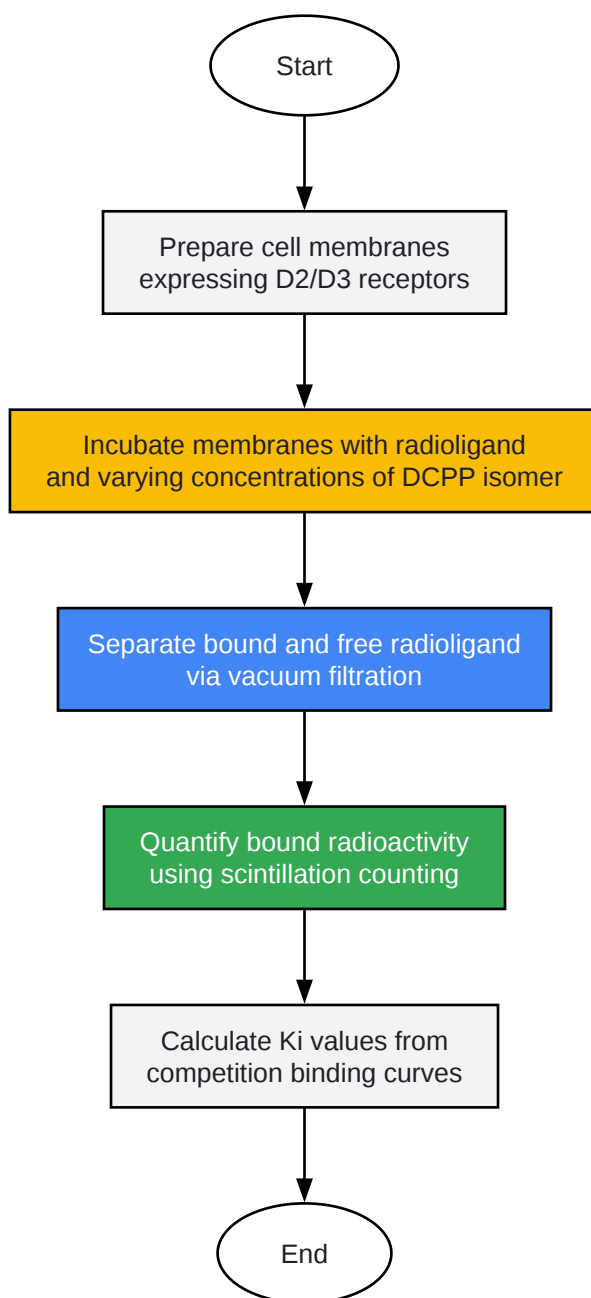 Start
Prepare cell membranes
expressing D2/D3 receptors
Incubate membranes with radioligand
and varying concentrations of DCPP isomer
Separate bound and free radioligand
via vacuum filtration
Quantify bound radioactivity
using scintillation counting
Calculate Ki values from
competition binding curves
End